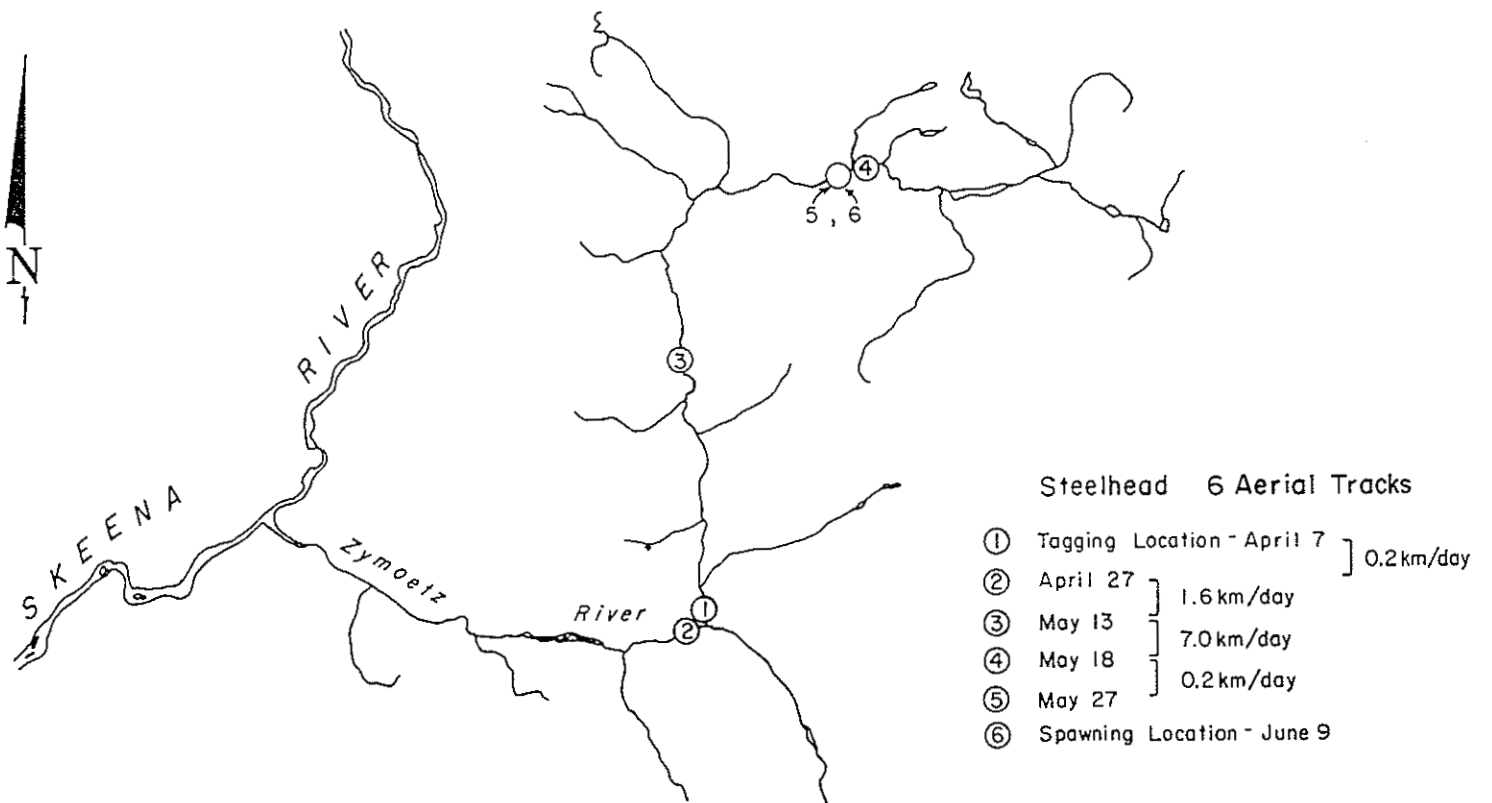 N
SKEENA RIVER
Zymoetz River
①
②
③
④
5 , 6
Steelhead 6 Aerial Tracks
① Tagging Location - April 7
0.2 km/day
② April 27
1.6 km/day
③ May 13
7.0 km/day
④ May 18
0.2 km/day
⑤ May 27
⑥ Spawning Location - June 9